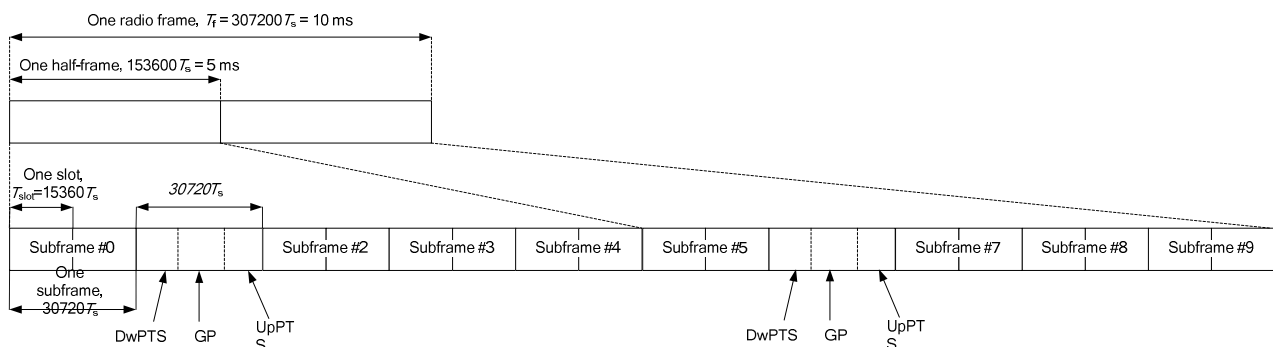 One radio frame, Tf = 307200Ts = 10 ms
One half-frame, 153600Ts = 5 ms
One slot,
Tslot=15360Ts
30720Ts
Subframe #0
Subframe #2
Subframe #3
Subframe #4
Subframe #5
Subframe #7
Subframe #8
Subframe #9
One
subframe,
30720Ts
DwPTS
GP
UpPT
S
DwPTS
GP
UpPT
S